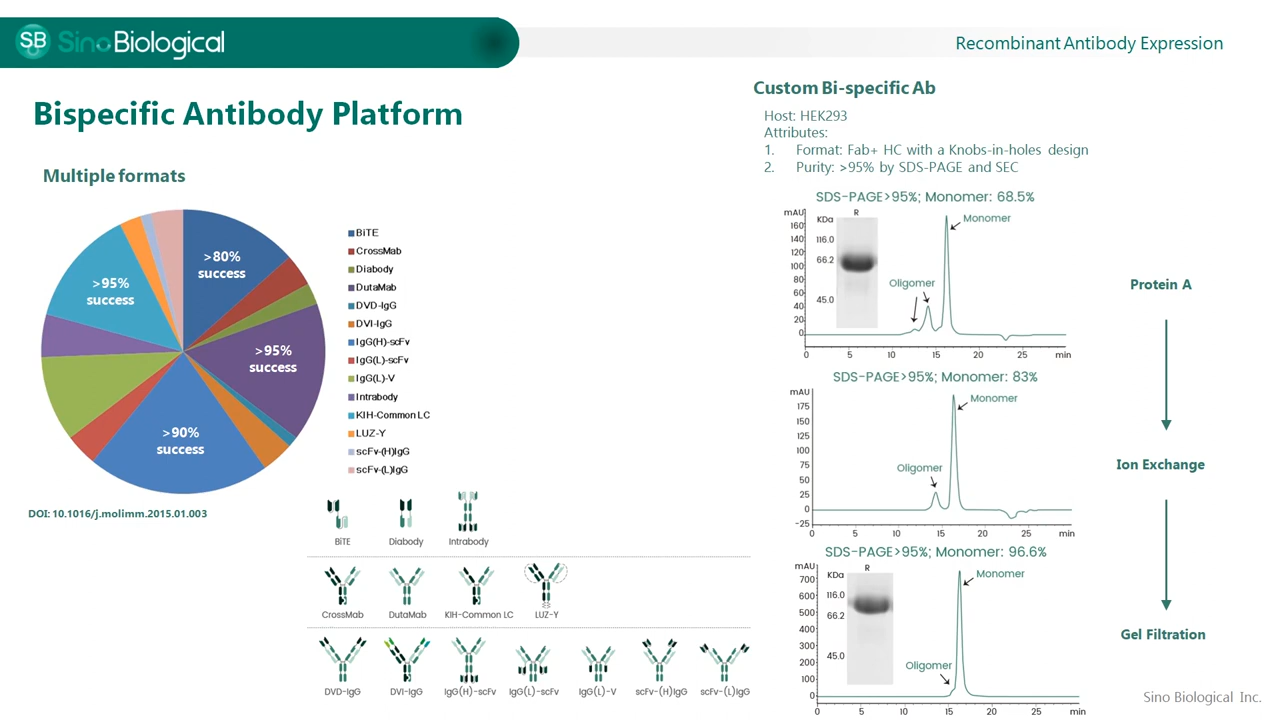 SB SinoBiological
Recombinant Antibody Expression
Bispecific Antibody Platform
Multiple formats
>80%
success
>95%
success
>95%
success
>90%
success
BiTE
CrossMab
Diabody
DutaMab
DVD-IgG
DVI-IgG
IgG(H)-scFv
IgG(L)-scFv
IgG(L)-V
Intrabody
KIH-Common LC
LUZ-Y
scFv-(H)IgG
scFv-(L)IgG
DOI: 10.1016/j.molimm.2015.01.003
BiTE Diabody Intrabody
CrossMab DutaMab KIH-Common LC LUZ-Y
DVD-IgG DVI-IgG IgG(H)-scFv IgG(L)-scFv IgG(L)-V scFv-(H)IgG scFv-(L)IgG
Custom Bi-specific Ab
Host: HEK293
Attributes:
1. Format: Fab+ HC with a Knobs-in-holes design
2. Purity: >95% by SDS-PAGE and SEC
SDS-PAGE>95%; Monomer: 68.5%
mAU
160
140
120
100
80
60
40
20
0
KDa R
116.0
66.2
45.0
Monomer
Oligomer
0 5 10 15 20 25 min
SDS-PAGE>95%; Monomer: 83%
mAU
175
150
125
100
75
50
25
0
-25
Monomer
Oligomer
0 5 10 15 20 25 min
SDS-PAGE>95%; Monomer: 96.6%
mAU
700
600
500
400
300
200
100
0
KDa R
116.0
66.2
45.0
Monomer
Oligomer
0 5 10 15 20 25 min
Protein A
Ion Exchange
Gel Filtration
Sino Biological Inc.